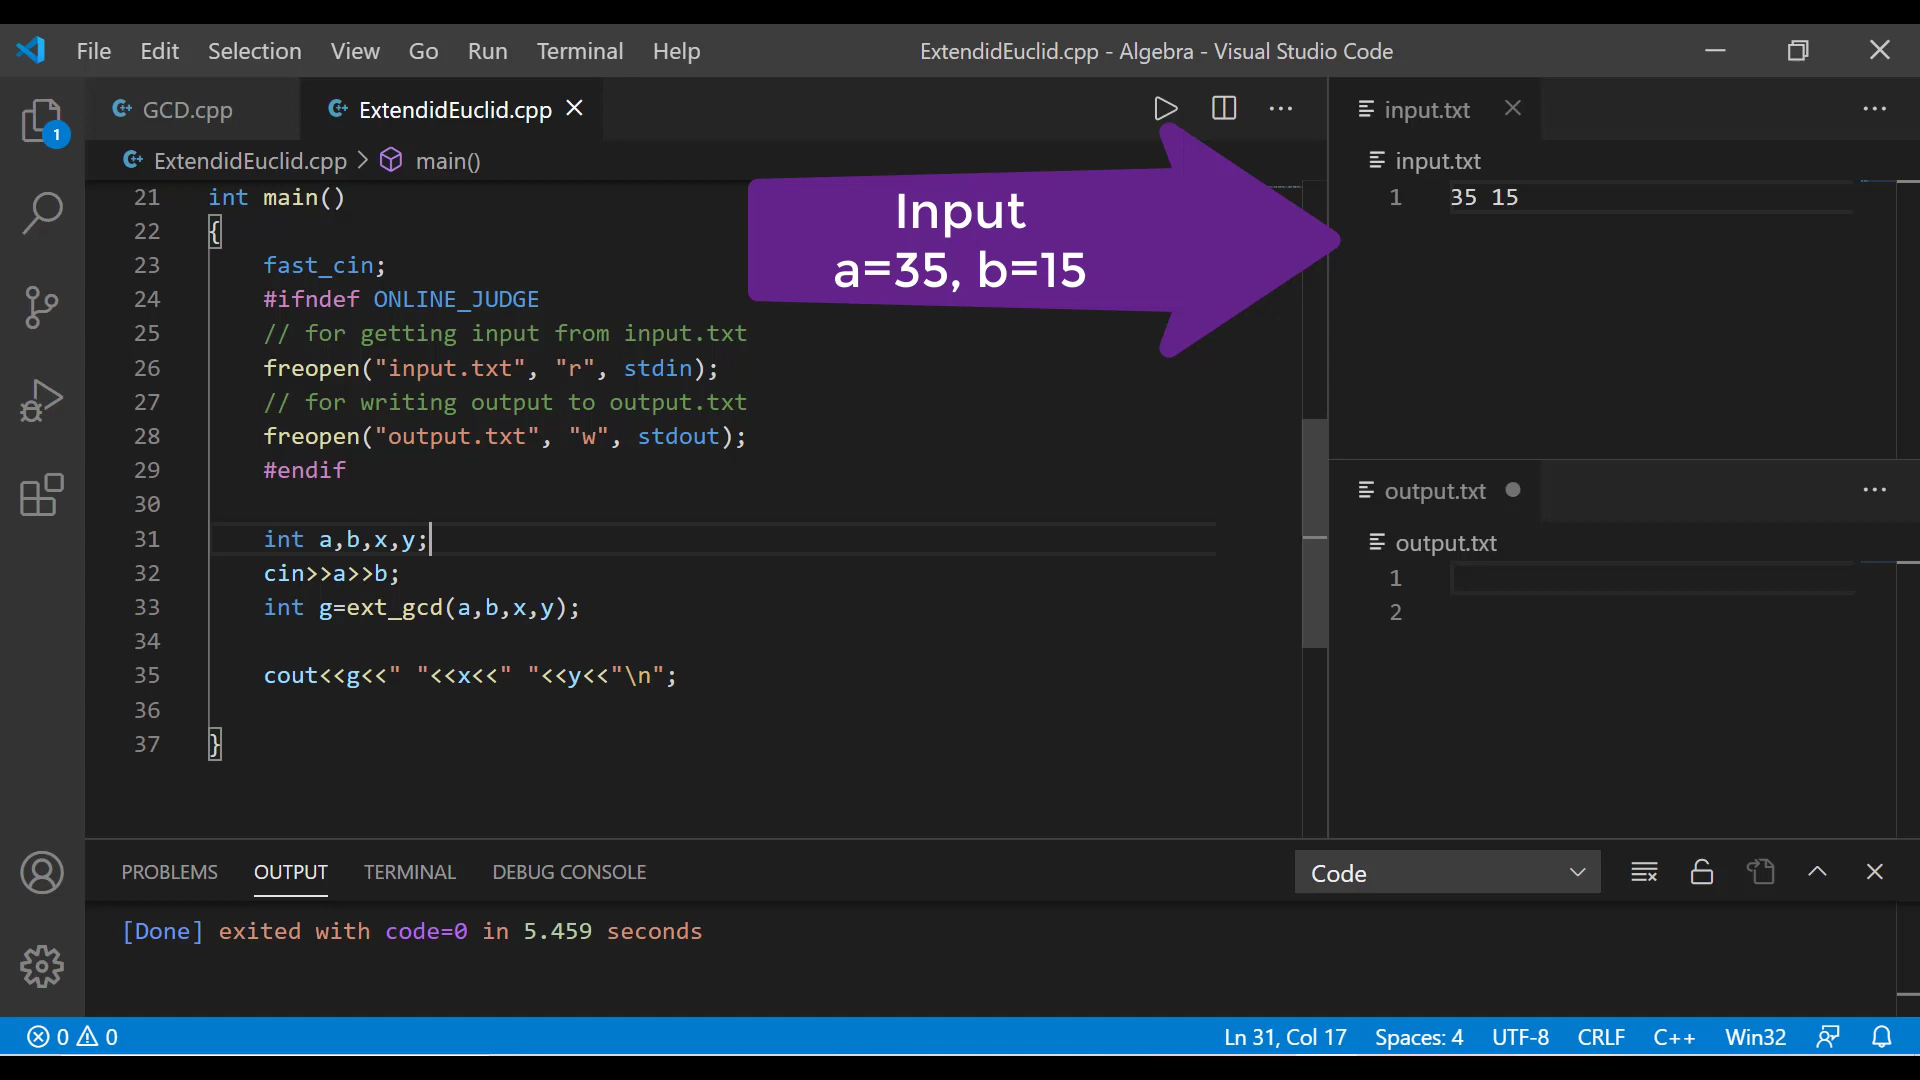 File Edit Selection View Go Run Terminal Help
ExtendidEuclid.cpp - Algebra - Visual Studio Code
1
GCD.cpp
ExtendidEuclid.cpp
ExtendidEuclid.cpp > main()
21 int main()
22 {
23 fast_cin;
24 #ifndef ONLINE_JUDGE
25 // for getting input from input.txt
26 freopen("input.txt", "r", stdin);
27 // for writing output to output.txt
28 freopen("output.txt", "w", stdout);
29 #endif
30
31 int a,b,x,y;
32 cin>>a>>b;
33 int g=ext_gcd(a,b,x,y);
34
35 cout<<g<<" "<<x<<" "<<y<<"\n";
36
37 }
Input
a=35, b=15
input.txt
input.txt
1 35 15
output.txt
output.txt
1
2
PROBLEMS OUTPUT TERMINAL DEBUG CONSOLE
Code
[Done] exited with code=0 in 5.459 seconds
0 0
Ln 31, Col 17 Spaces: 4 UTF-8 CRLF C++ Win32